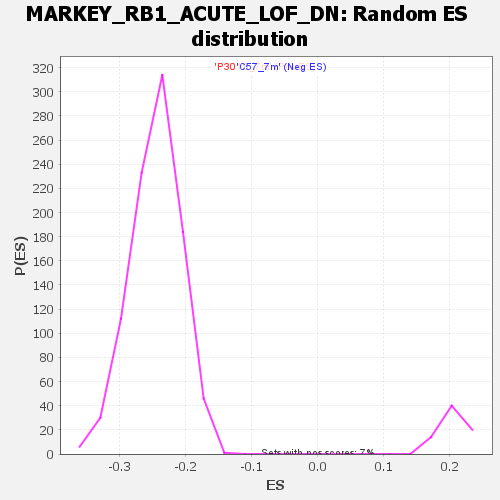 MARKEY_RB1_ACUTE_LOF_DN: Random ES
distribution
'P30'C57_7m' (Neg ES)
320
300
280
260
240
220
200
180
160
140
120
100
80
60
40
20
0
P(ES)
Sets with pos scores: 7%
-0.3 -0.2 -0.1 0.0 0.1 0.2
ES